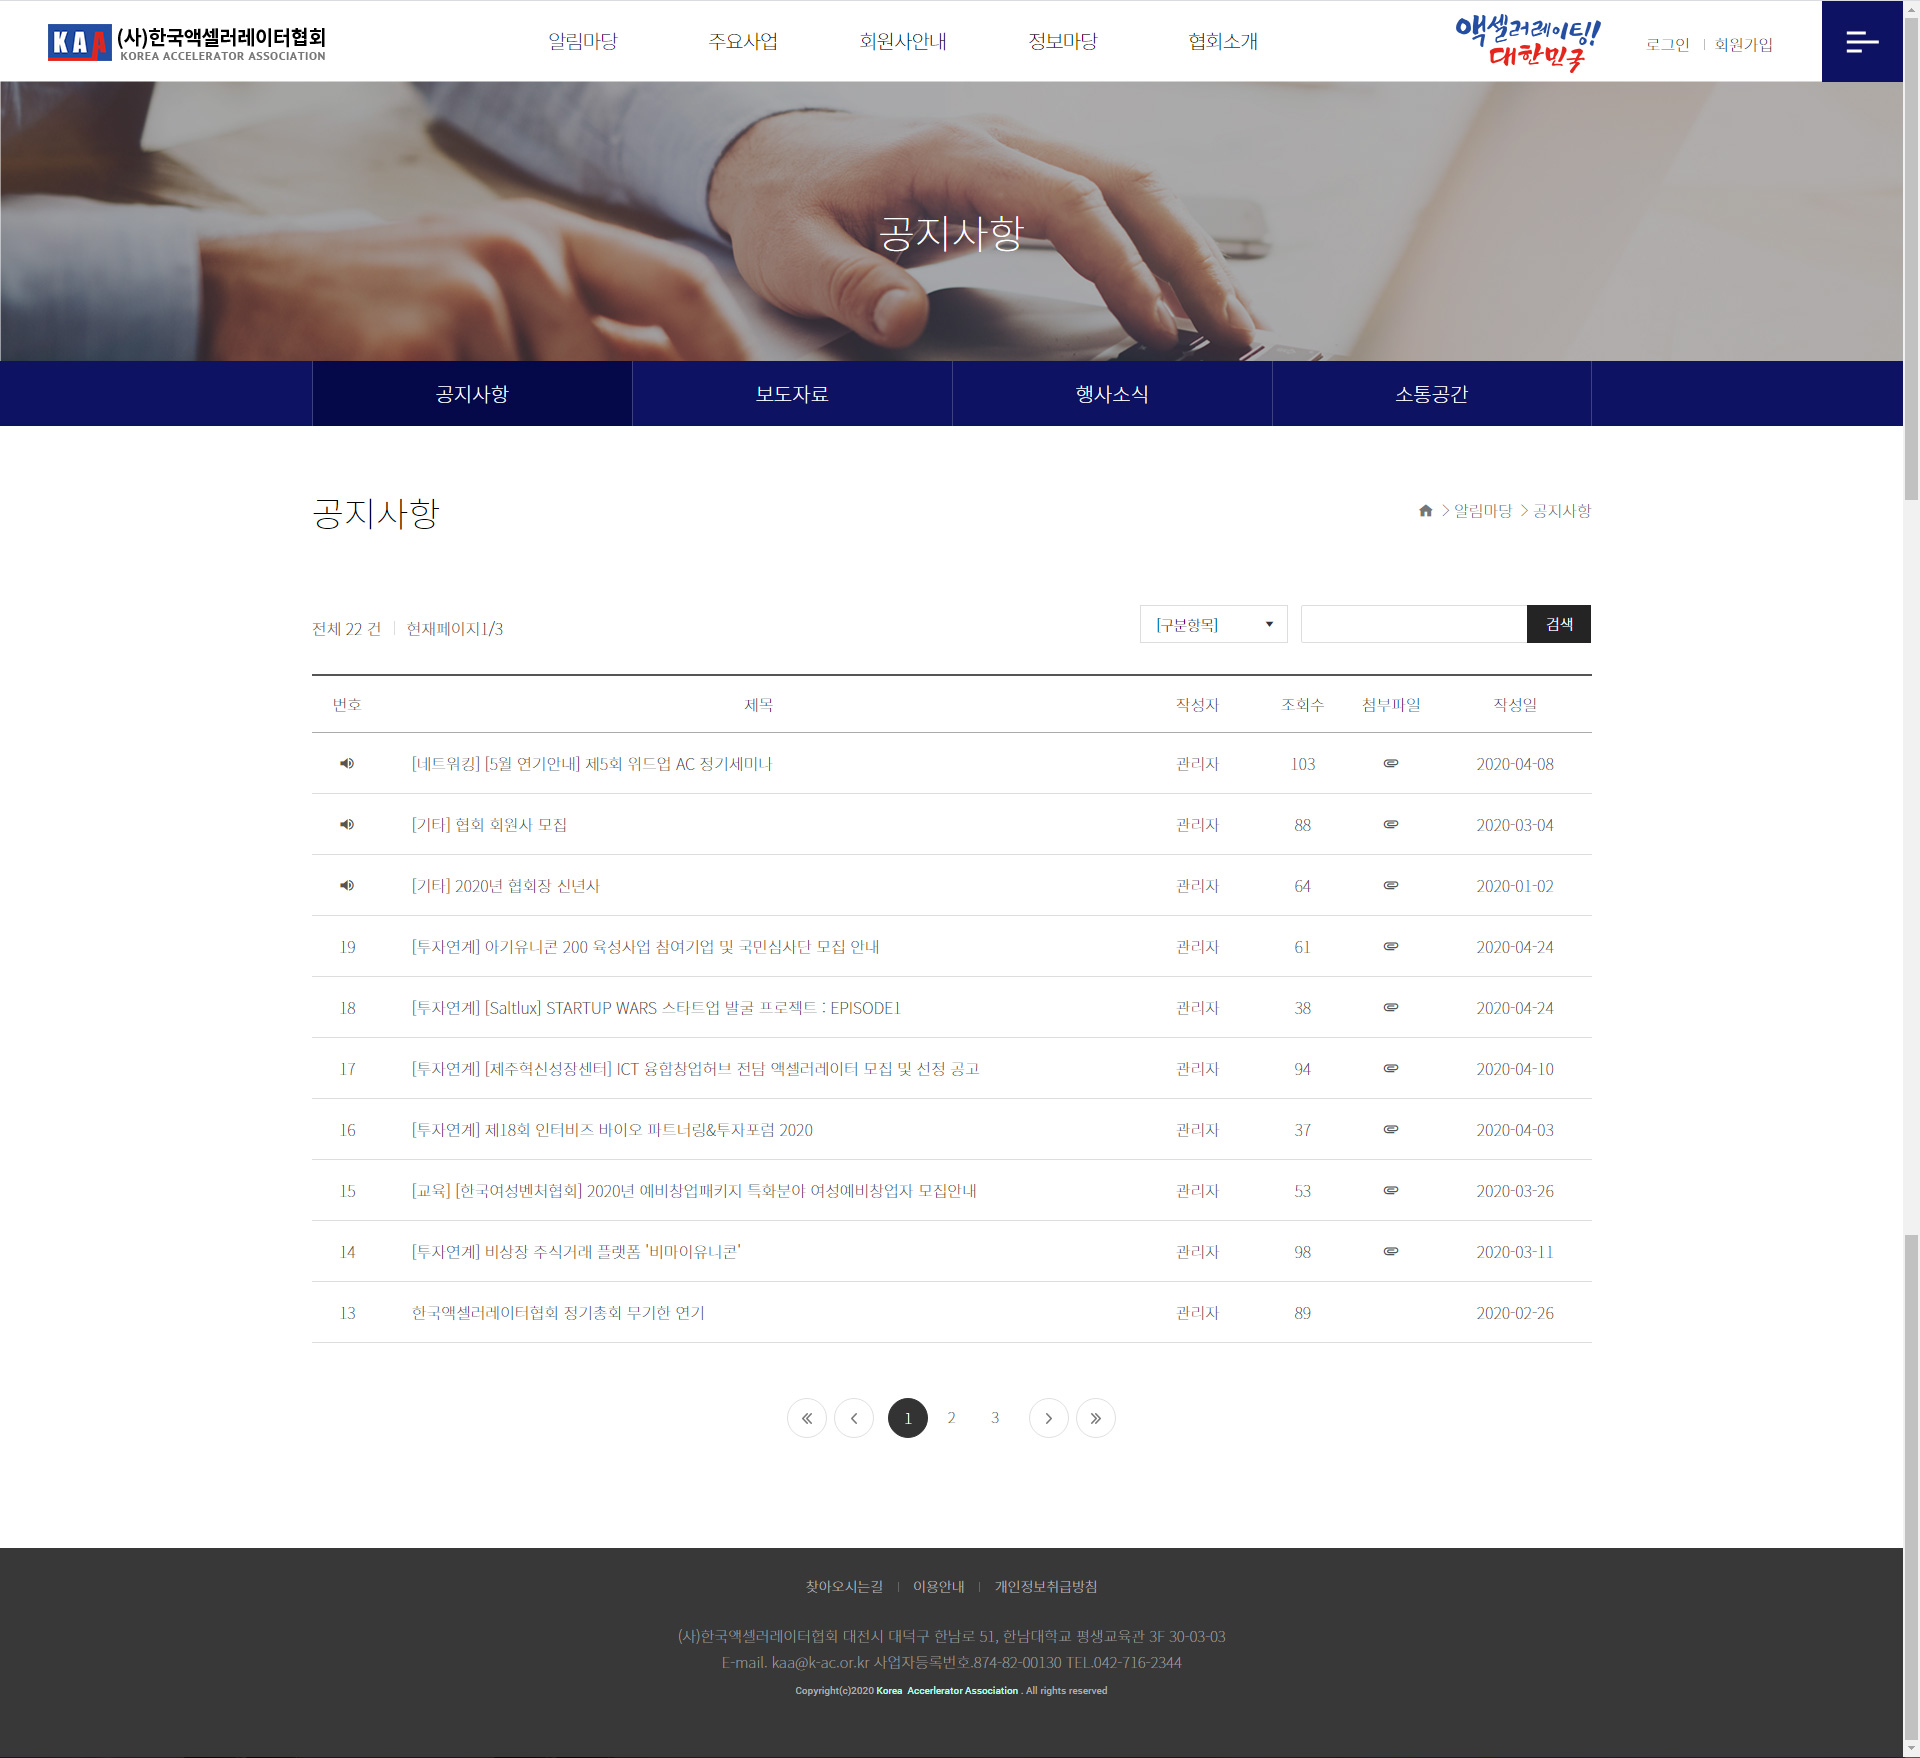 KAA (사)한국액셀러레이터협회
KOREA ACCELERATOR ASSOCIATION
알림마당 주요사업 회원사안내 정보마당 협회소개
액셀러레이팅!
대한민국
로그인 회원가입
공지사항
공지사항 보도자료 행사소식 소통공간
공지사항
> 알림마당 > 공지사항
전체 22 건 현재페이지1/3
[구분항목] 검색
번호 제목 작성자 조회수 첨부파일 작성일
[네트워킹] [5월 연기안내] 제5회 위드업 AC 정기세미나 관리자 103 2020-04-08
[기타] 협회 회원사 모집 관리자 88 2020-03-04
[기타] 2020년 협회장 신년사 관리자 64 2020-01-02
19 [투자연계] 아기유니콘 200 육성사업 참여기업 및 국민심사단 모집 안내 관리자 61 2020-04-24
18 [투자연계] [Saltlux] STARTUP WARS 스타트업 발굴 프로젝트 : EPISODE1 관리자 38 2020-04-24
17 [투자연계] [제주혁신성장센터] ICT 융합창업허브 전담 액셀러레이터 모집 및 선정 공고 관리자 94 2020-04-10
16 [투자연계] 제18회 인터비즈 바이오 파트너링&투자포럼 2020 관리자 37 2020-04-03
15 [교육] [한국여성벤처협회] 2020년 예비창업패키지 특화분야 여성예비창업자 모집안내 관리자 53 2020-03-26
14 [투자연계] 비상장 주식거래 플랫폼 '비마이유니콘' 관리자 98 2020-03-11
13 한국액셀러레이터협회 정기총회 무기한 연기 관리자 89 2020-02-26
1 2 3
찾아오시는길 이용안내 개인정보취급방침
(사)한국액셀러레이터협회 대전시 대덕구 한남로 51, 한남대학교 평생교육관 3F 30-03-03
E-mail. kaa@k-ac.or.kr 사업자등록번호.874-82-00130 TEL.042-716-2344
Copyright(c)2020 Korea Accerlerator Association . All rights reserved